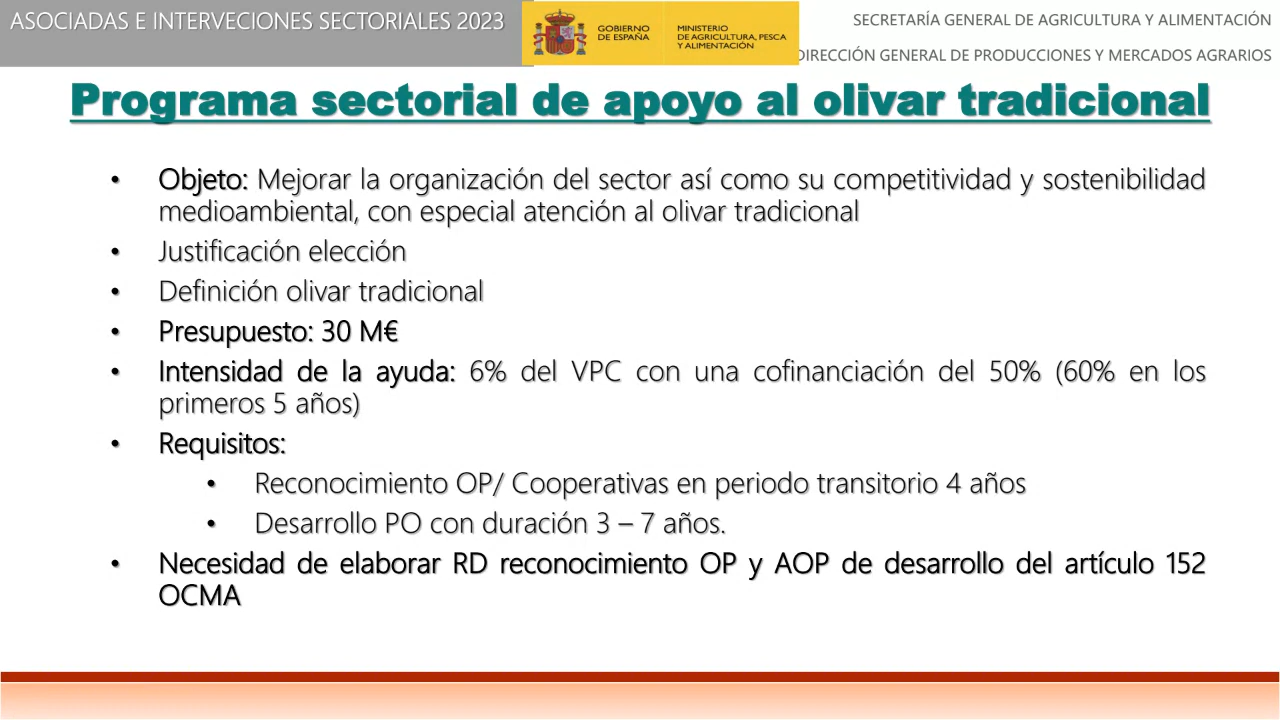 ASOCIADAS E INTERVECIONES SECTORIALES 2023
GOBIERNO
DE ESPAÑA
MINISTERIO
DE AGRICULTURA, PESCA
Y ALIMENTACIÓN
SECRETARÍA GENERAL DE AGRICULTURA Y ALIMENTACIÓN
DIRECCIÓN GENERAL DE PRODUCCIONES Y MERCADOS AGRARIOS
Programa sectorial de apoyo al olivar tradicional
• Objeto: Mejorar la organización del sector así como su competitividad y sostenibilidad
medioambiental, con especial atención al olivar tradicional
• Justificación elección
• Definición olivar tradicional
• Presupuesto: 30 M€
• Intensidad de la ayuda: 6% del VPC con una cofinanciación del 50% (60% en los
primeros 5 años)
• Requisitos:
• Reconocimiento OP/ Cooperativas en periodo transitorio 4 años
• Desarrollo PO con duración 3 – 7 años.
• Necesidad de elaborar RD reconocimiento OP y AOP de desarrollo del artículo 152
OCMA